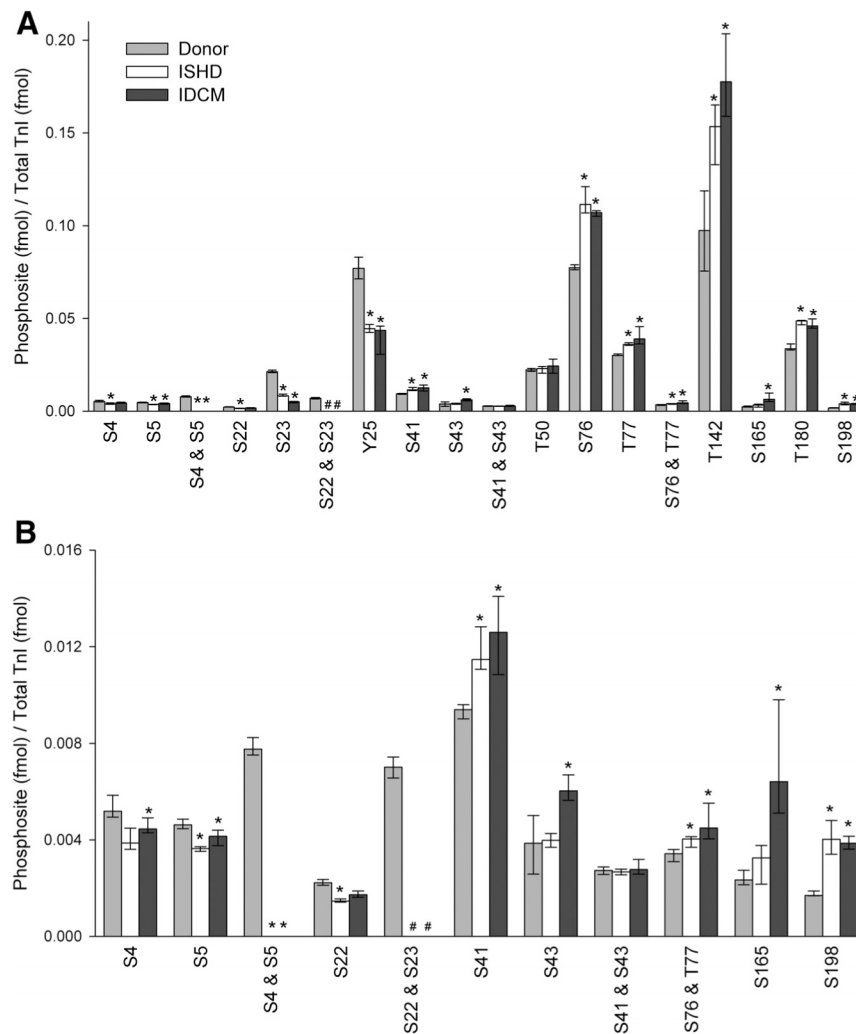 A
Phosphosite (fmol) / Total TnI (fmol)
0.20
0.15
0.10
0.05
0.00
Donor
ISHD
IDCM
* * * ** * * * ## * * * * * * * * * * * * * * * * * * *
S4
S5
S4 & S5
S22
S23
S22 & S23
Y25
S41
S43
S41 & S43
T50
S76
T77
S76 & T77
T142
S165
T180
S198
B
Phosphosite (fmol) / Total TnI (fmol)
0.016
0.012
0.008
0.004
0.000
* * * ** * # # * * * * * * * *
S4
S5
S4 & S5
S22
S22 & S23
S41
S43
S41 & S43
S76 & T77
S165
S198